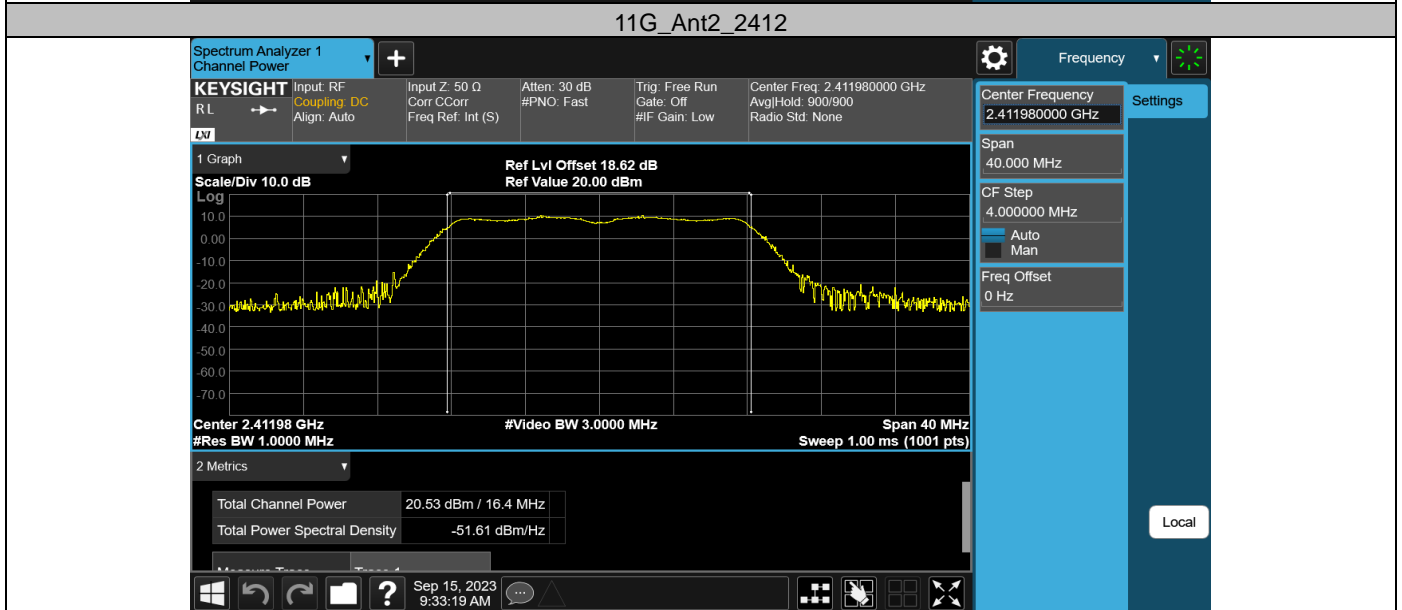 11G_Ant2_2412
Spectrum Analyzer 1
Channel Power
Frequency
KEYSIGHT
R L
LXI
Input: RF
Coupling: DC
Align: Auto
Input Z: 50 Ω
Corr CCorr
Freq Ref: Int (S)
Atten: 30 dB
#PNO: Fast
Trig: Free Run
Gate: Off
#IF Gain: Low
Center Freq: 2.411980000 GHz
Avg|Hold: 900/900
Radio Std: None
Center Frequency
2.411980000 GHz
Settings
Span
40.000 MHz
CF Step
4.000000 MHz
Auto
Man
Freq Offset
0 Hz
1 Graph
Scale/Div 10.0 dB
Ref Lvl Offset 18.62 dB
Ref Value 20.00 dBm
Log
10.0
0.00
-10.0
-20.0
-30.0
-40.0
-50.0
-60.0
-70.0
Center 2.41198 GHz
#Res BW 1.0000 MHz
#Video BW 3.0000 MHz
Span 40 MHz
Sweep 1.00 ms (1001 pts)
2 Metrics
Total Channel Power 20.53 dBm / 16.4 MHz
Total Power Spectral Density -51.61 dBm/Hz
Measure Trace Trace 1
Local
?
Sep 15, 2023
9:33:19 AM